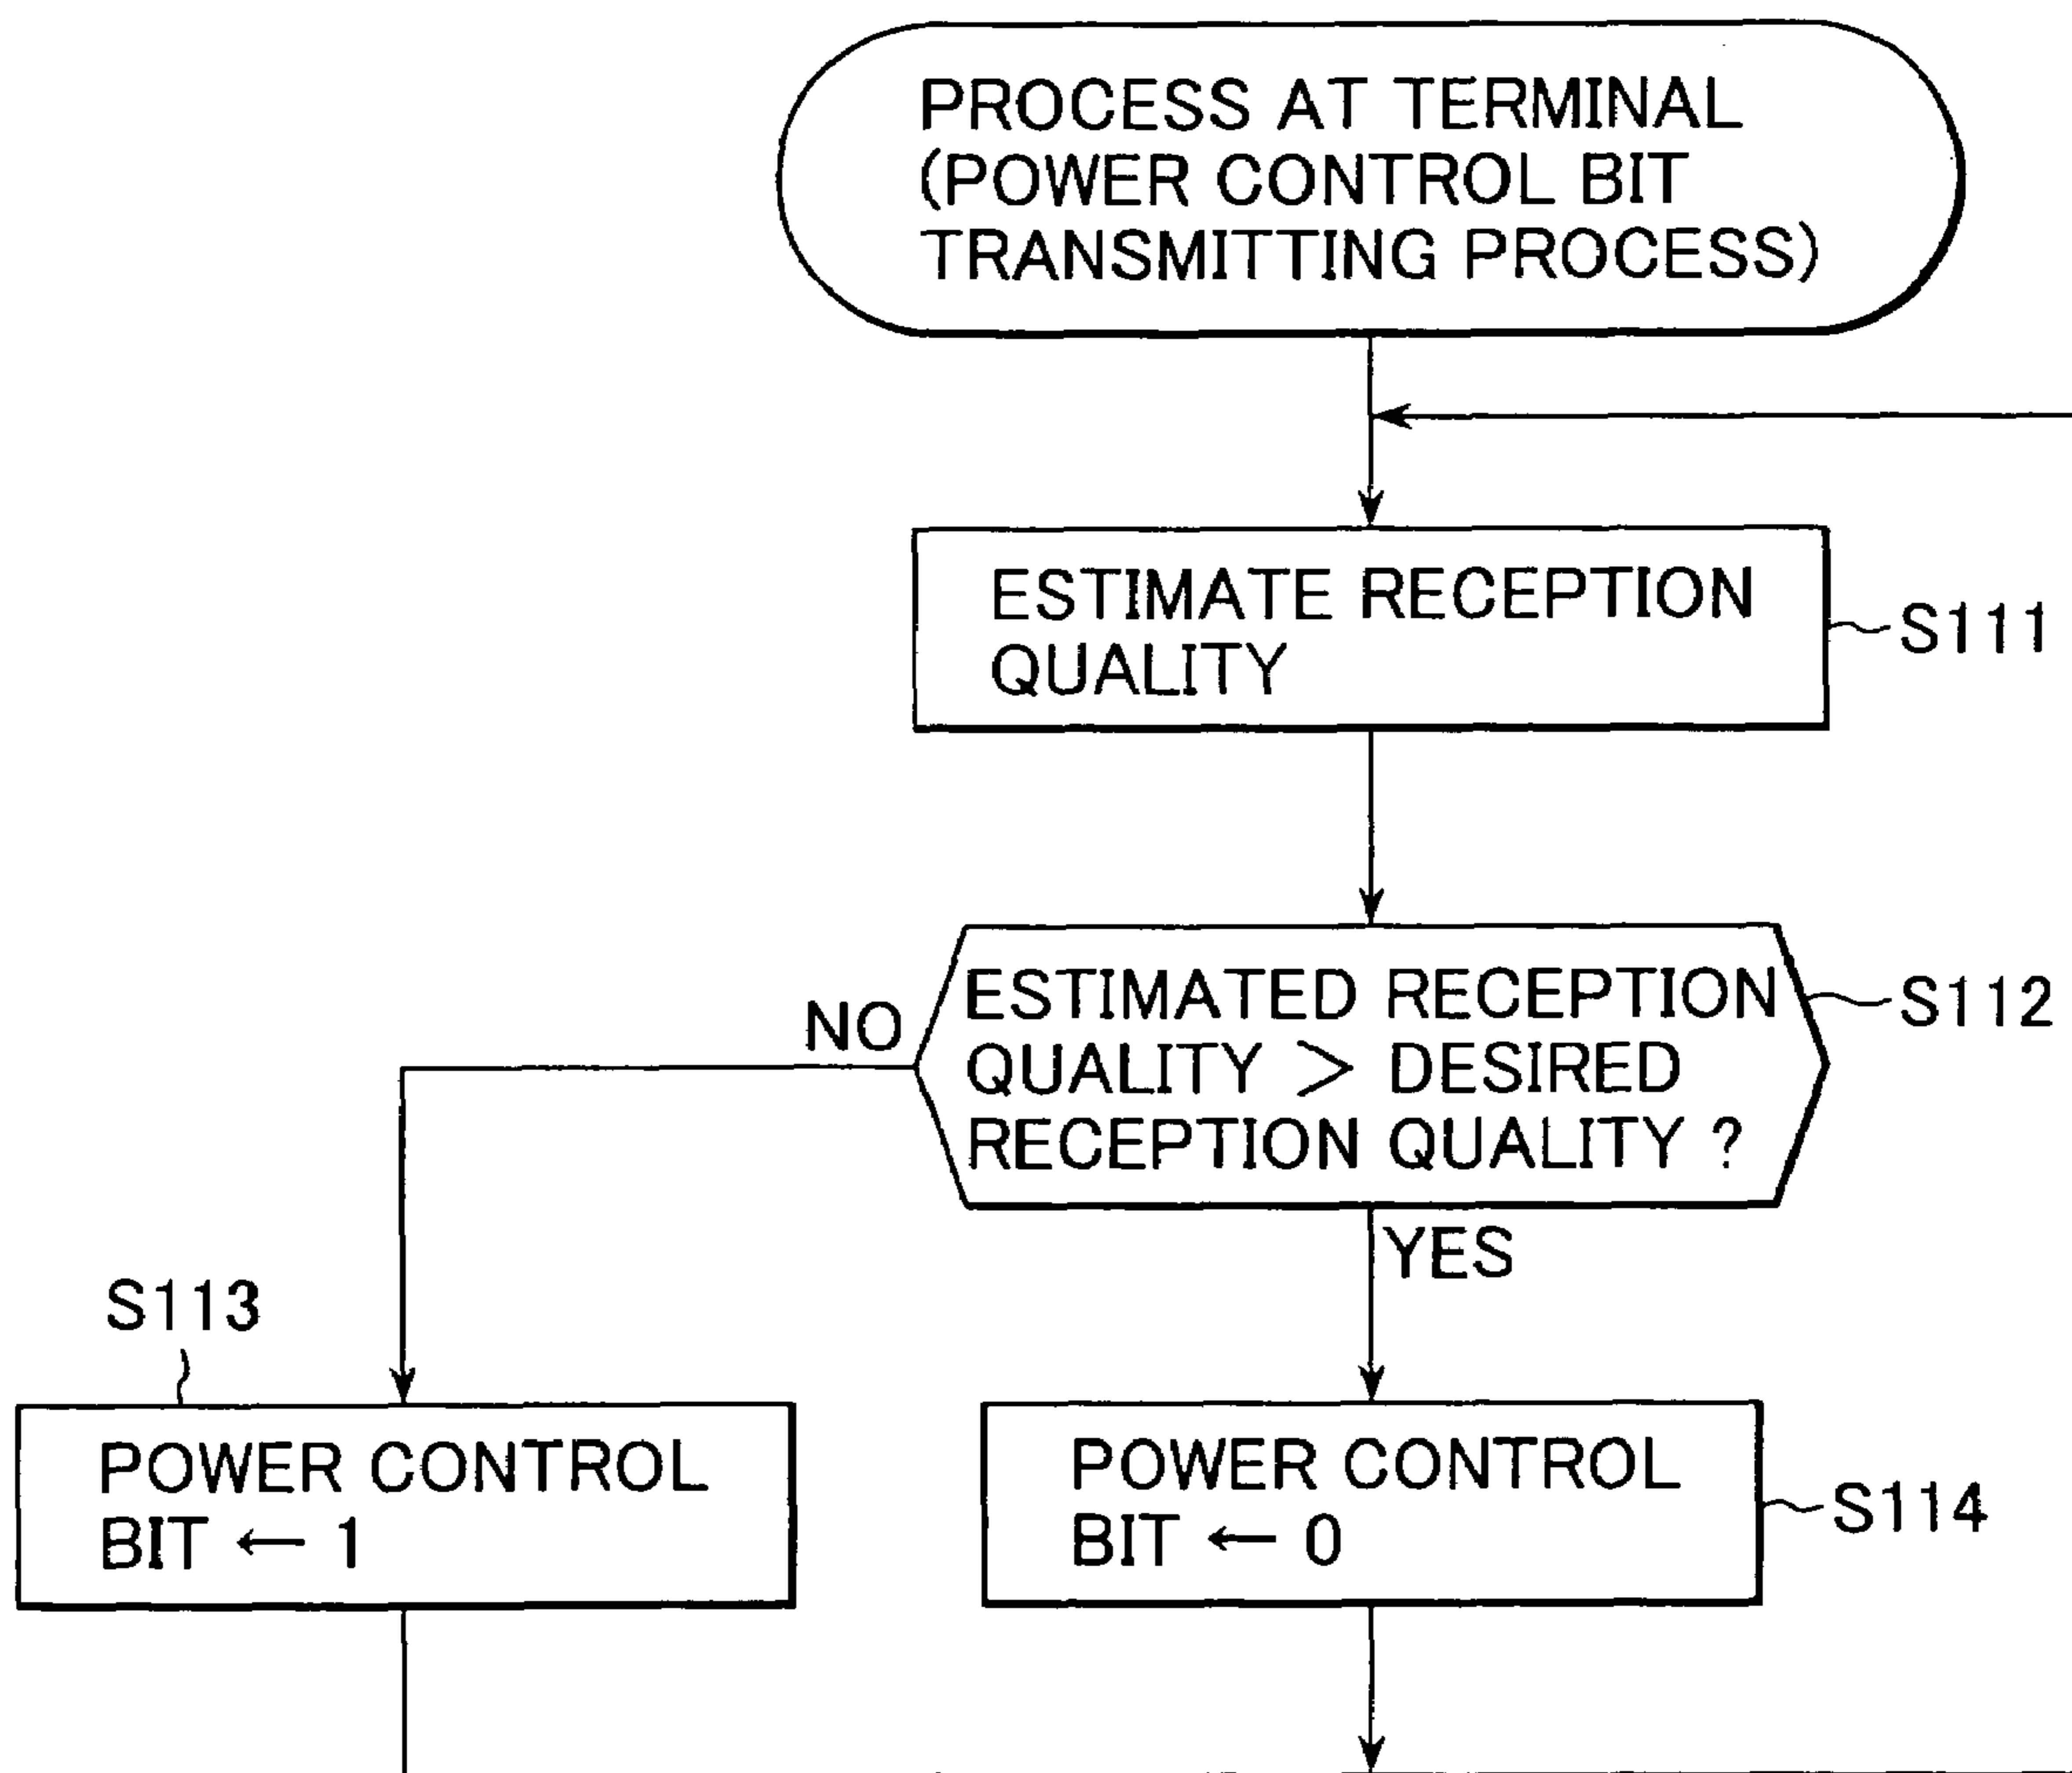 PROCESS AT TERMINAL
(POWER CONTROL BIT
TRANSMITTING PROCESS)
ESTIMATE RECEPTION
QUALITY
S111
ESTIMATED RECEPTION
QUALITY > DESIRED
RECEPTION QUALITY ?
S112
NO
YES
S113
POWER CONTROL
BIT ← 1
POWER CONTROL
BIT ← 0
S114